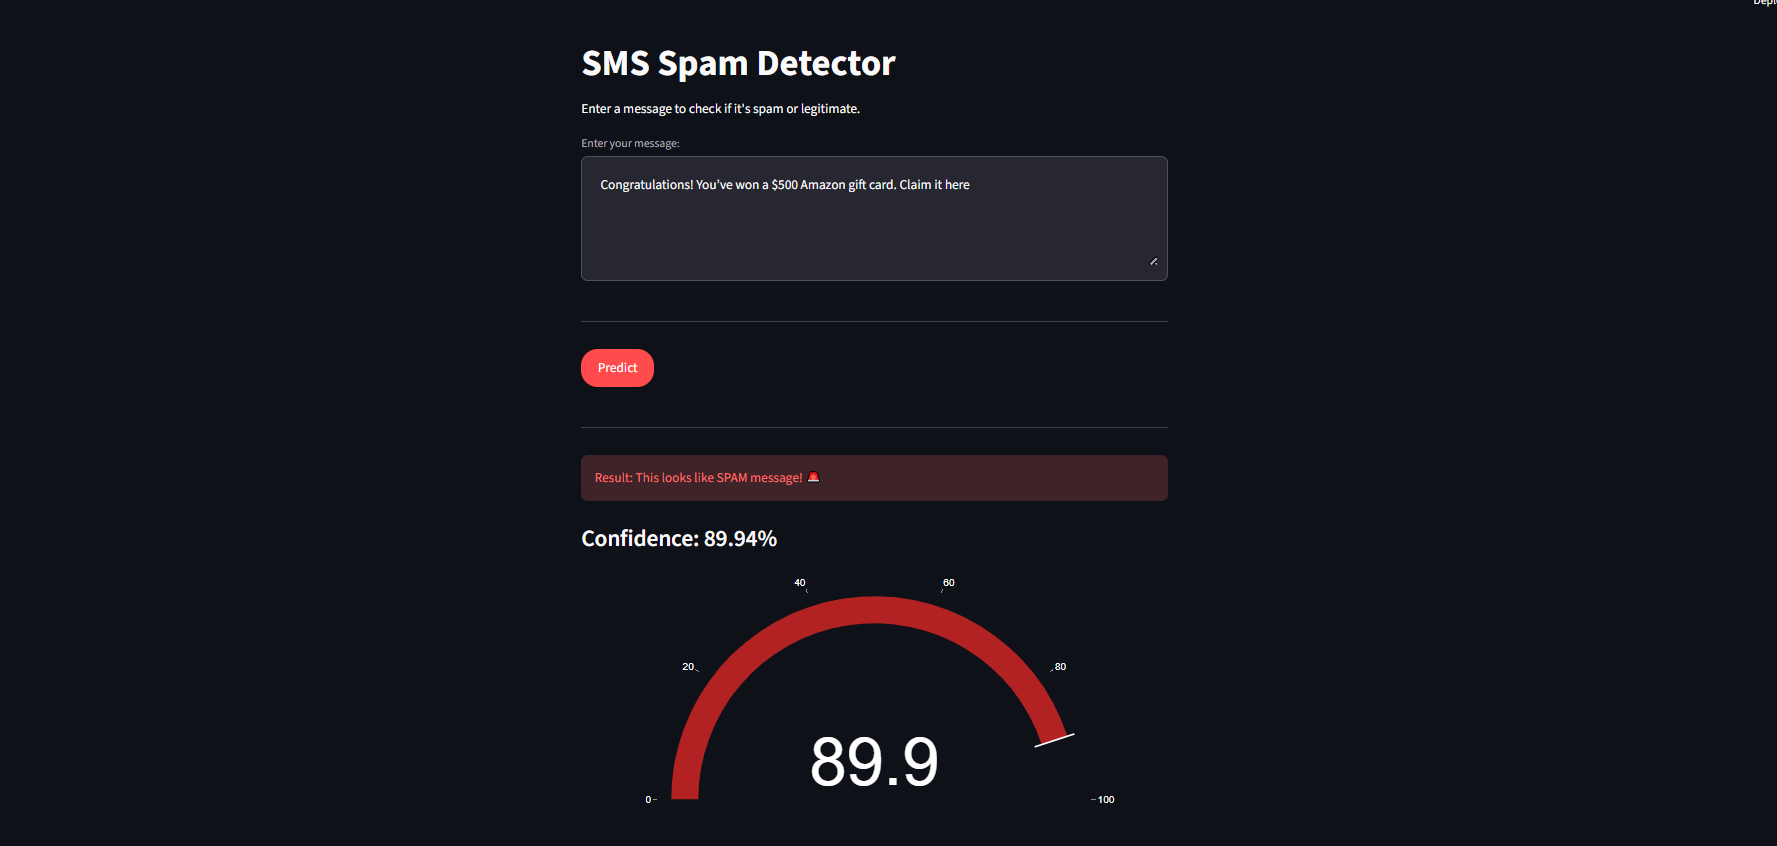 Depl
SMS Spam Detector
Enter a message to check if it's spam or legitimate.
Enter your message:
Congratulations! You’ve won a $500 Amazon gift card. Claim it here
Predict
Result: This looks like SPAM message! 🚨
Confidence: 89.94%
40
60
20
80
89.9
0
100